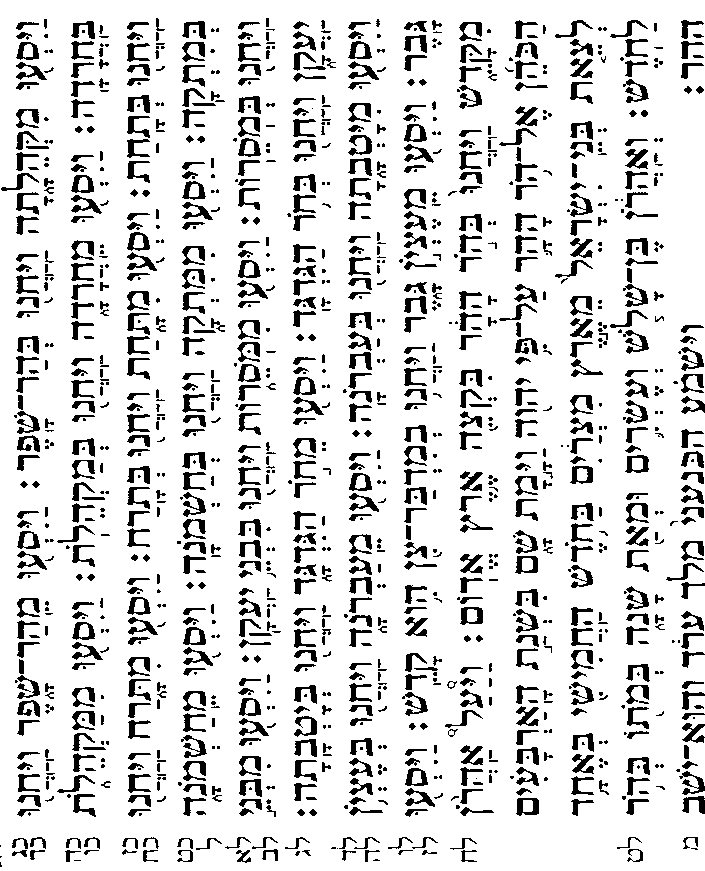 וַיִּסְעוּ מִקְּהֵלָתָה וַיַּחֲנוּ בְּהַר־שָׁפֶר׃ וַיִּסְעוּ מֵהַר־שָׁפֶר וַיַּחֲנוּ כג כד
בַּחֲרָדָה׃ וַיִּסְעוּ מֵחֲרָדָה וַיַּחֲנוּ בְּמַקְהֵלֹת׃ וַיִּסְעוּ מִמַּקְהֵלֹת כה כו
וַיַּחֲנוּ בְּתָחַת׃ וַיִּסְעוּ מִתָּחַת וַיַּחֲנוּ בְּתָרַח׃ וַיִּסְעוּ מִתָּרַח וַיַּחֲנוּ כז כח
בְּמִתְקָה׃ וַיִּסְעוּ מִמִּתְקָה וַיַּחֲנוּ בְּחַשְׁמֹנָה׃ וַיִּסְעוּ מֵחַשְׁמֹנָה כט ל
וַיַּחֲנוּ בְּמֹסֵרוֹת׃ וַיִּסְעוּ מִמֹּסֵרוֹת וַיַּחֲנוּ בִּבְנֵי יַעֲקָן׃ וַיִּסְעוּ מִבְּנֵי לא לב
יַעֲקָן וַיַּחֲנוּ בְּחֹר הַגִּדְגָּד׃ וַיִּסְעוּ מֵחֹר הַגִּדְגָּד וַיַּחֲנוּ בְּיָטְבָתָה׃ לג
וַיִּסְעוּ מִיָּטְבָתָה וַיַּחֲנוּ בְּעַבְרֹנָה׃ וַיִּסְעוּ מֵעַבְרֹנָה וַיַּחֲנוּ בְּעֶצְיֹן לד לה
גָּבֶר׃ וַיִּסְעוּ מֵעֶצְיֹן גָּבֶר וַיַּחֲנוּ בְמִדְבַּר־צִן הִוא קָדֵשׁ׃ וַיִּסְעוּ לו לז
מִקָּדֵשׁ וַיַּחֲנוּ בְּהֹר הָהָר בִּקְצֵה אֶרֶץ אֱדוֹם׃ וַיַּעַל אַהֲרֹן לח
הַכֹּהֵן אֶל־הֹר הָהָר עַל־פִּי יְהוָה וַיָּמָת שָׁם בִּשְׁנַת הָאַרְבָּעִים
לְצֵאת בְּנֵי־יִשְׂרָאֵל מֵאֶרֶץ מִצְרַיִם בַּחֹדֶשׁ הַחֲמִישִׁי בְּאֶחָד
לַחֹדֶשׁ׃ וְאַהֲרֹן בֶּן־שָׁלֹשׁ וְעֶשְׂרִים וּמְאַת שָׁנָה בְּמֹתוֹ בְּהֹר לט
הָהָר׃ וַיִּשְׁמַע הַכְּנַעֲנִי מֶלֶךְ עֲרָד וְהוּא־יֹשֵׁב מ